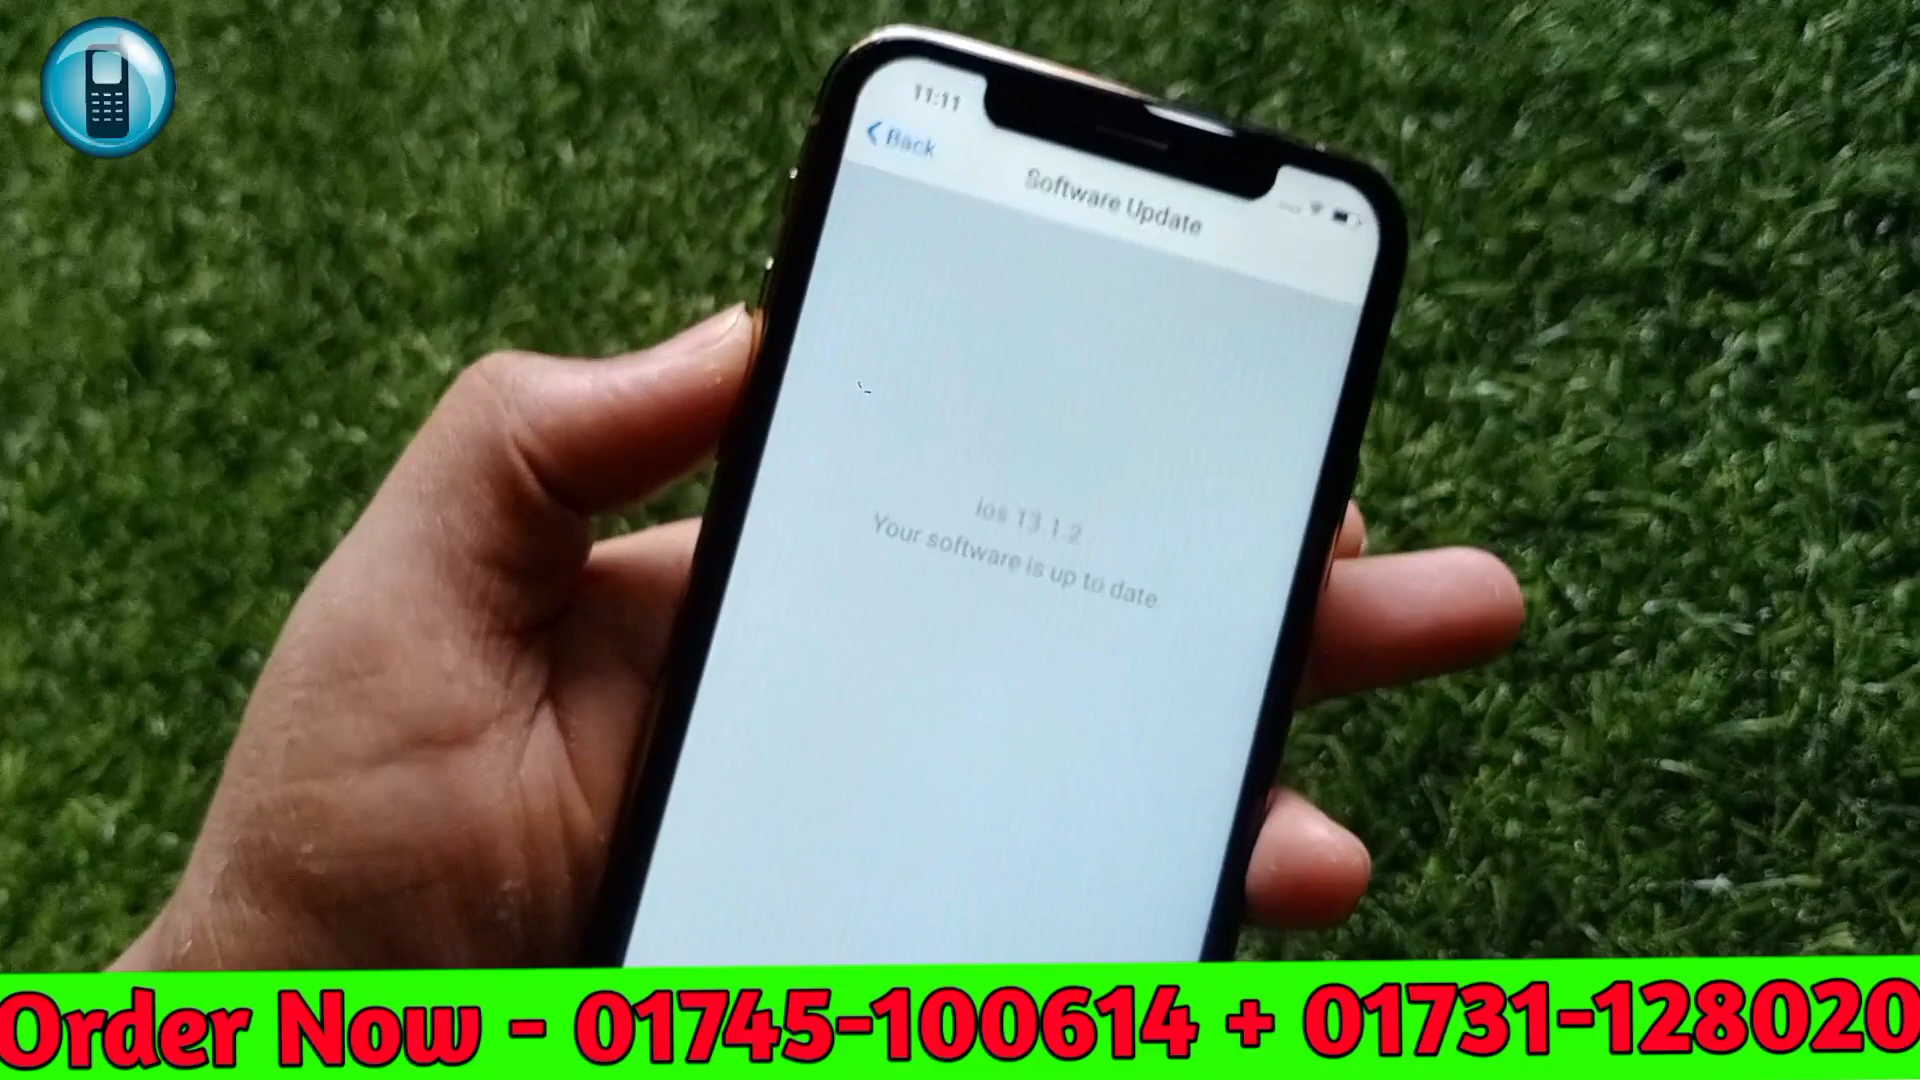 11:11
Back
Software Update
ios 13.1.2
Your software is up to date
Order Now - 01745-100614 + 01731-128020